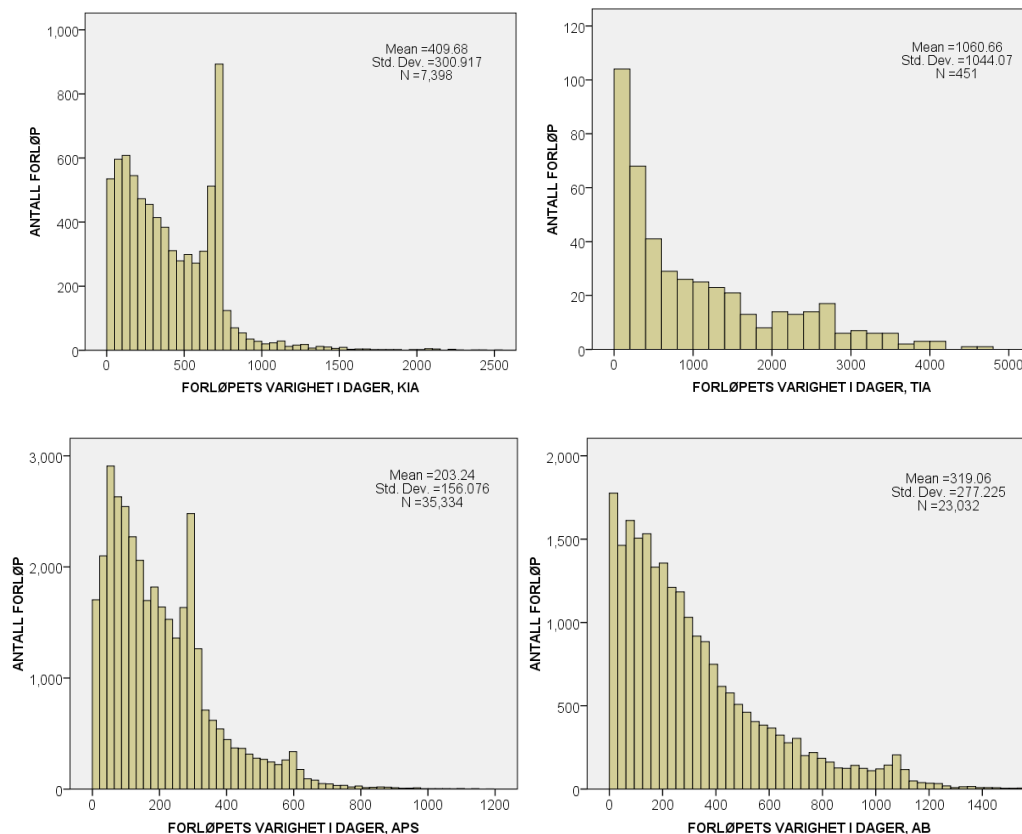 1,000
800
600
400
200
0
ANTALL FORLØP
Mean =409.68
Std. Dev. =300.917
N =7,398
0 500 1000 1500 2000 2500
FORLØPETS VARIGHET I DAGER, KIA
120
100
80
60
40
20
0
ANTALL FORLØP
Mean =1060.66
Std. Dev. =1044.07
N =451
0 1000 2000 3000 4000 5000
FORLØPETS VARIGHET I DAGER, TIA
3,000
2,000
1,000
0
ANTALL FORLØP
Mean =203.24
Std. Dev. =156.076
N =35,334
0 200 400 600 800 1000 1200
FORLØPETS VARIGHET I DAGER, APS
2,000
1,500
1,000
500
0
ANTALL FORLØP
Mean =319.06
Std. Dev. =277.225
N =23,032
0 200 400 600 800 1000 1200 1400
FORLØPETS VARIGHET I DAGER, AB